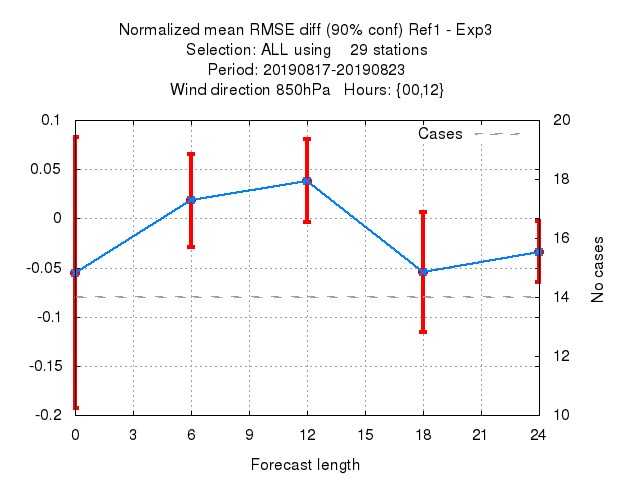 Normalized mean RMSE diff (90% conf) Ref1 - Exp3
Selection: ALL using    29 stations
Period: 20190817-20190823
Wind direction 850hPa   Hours: {00,12}
0.1
0.05
0
-0.05
-0.1
-0.15
-0.2
Cases
20
18
16
14
12
10
No cases
0 3 6 9 12 15 18 21 24
Forecast length